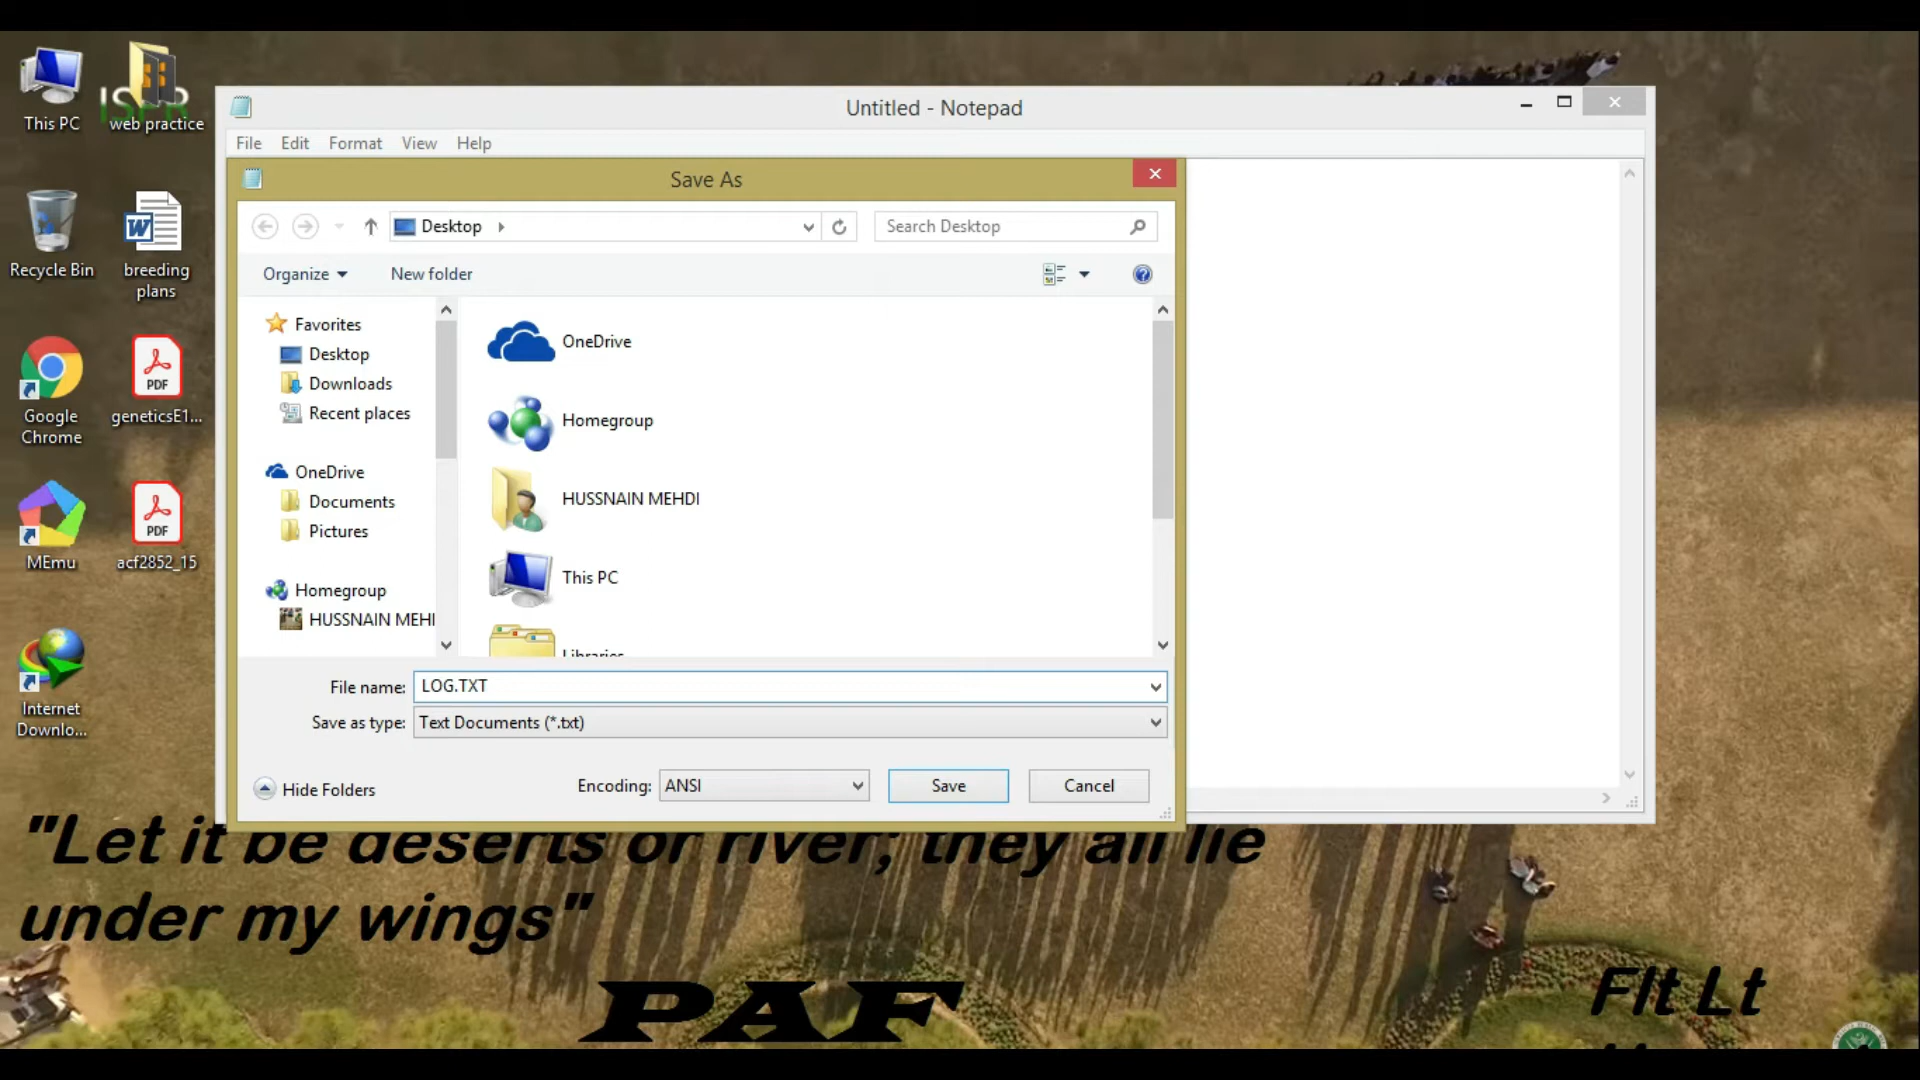 This PC
ISPR
web practice
Recycle Bin
breeding
plans
Google
Chrome
geneticsE1...
PDF
MEmu
acf2852_15
PDF
Internet
Downlo...
Untitled - Notepad
File Edit Format View Help
Save As
Desktop
Search Desktop
Organize
New folder
Favorites
Desktop
Downloads
Recent places
OneDrive
Documents
Pictures
Homegroup
HUSSNAIN MEH
OneDrive
Homegroup
HUSSNAIN MEHDI
This PC
Libraries
File name: LOG.TXT
Save as type: Text Documents (*.txt)
Hide Folders
Encoding: ANSI
Save
Cancel
"Let it be deserts or river; they all lie
under my wings"
PAF
Flt Lt